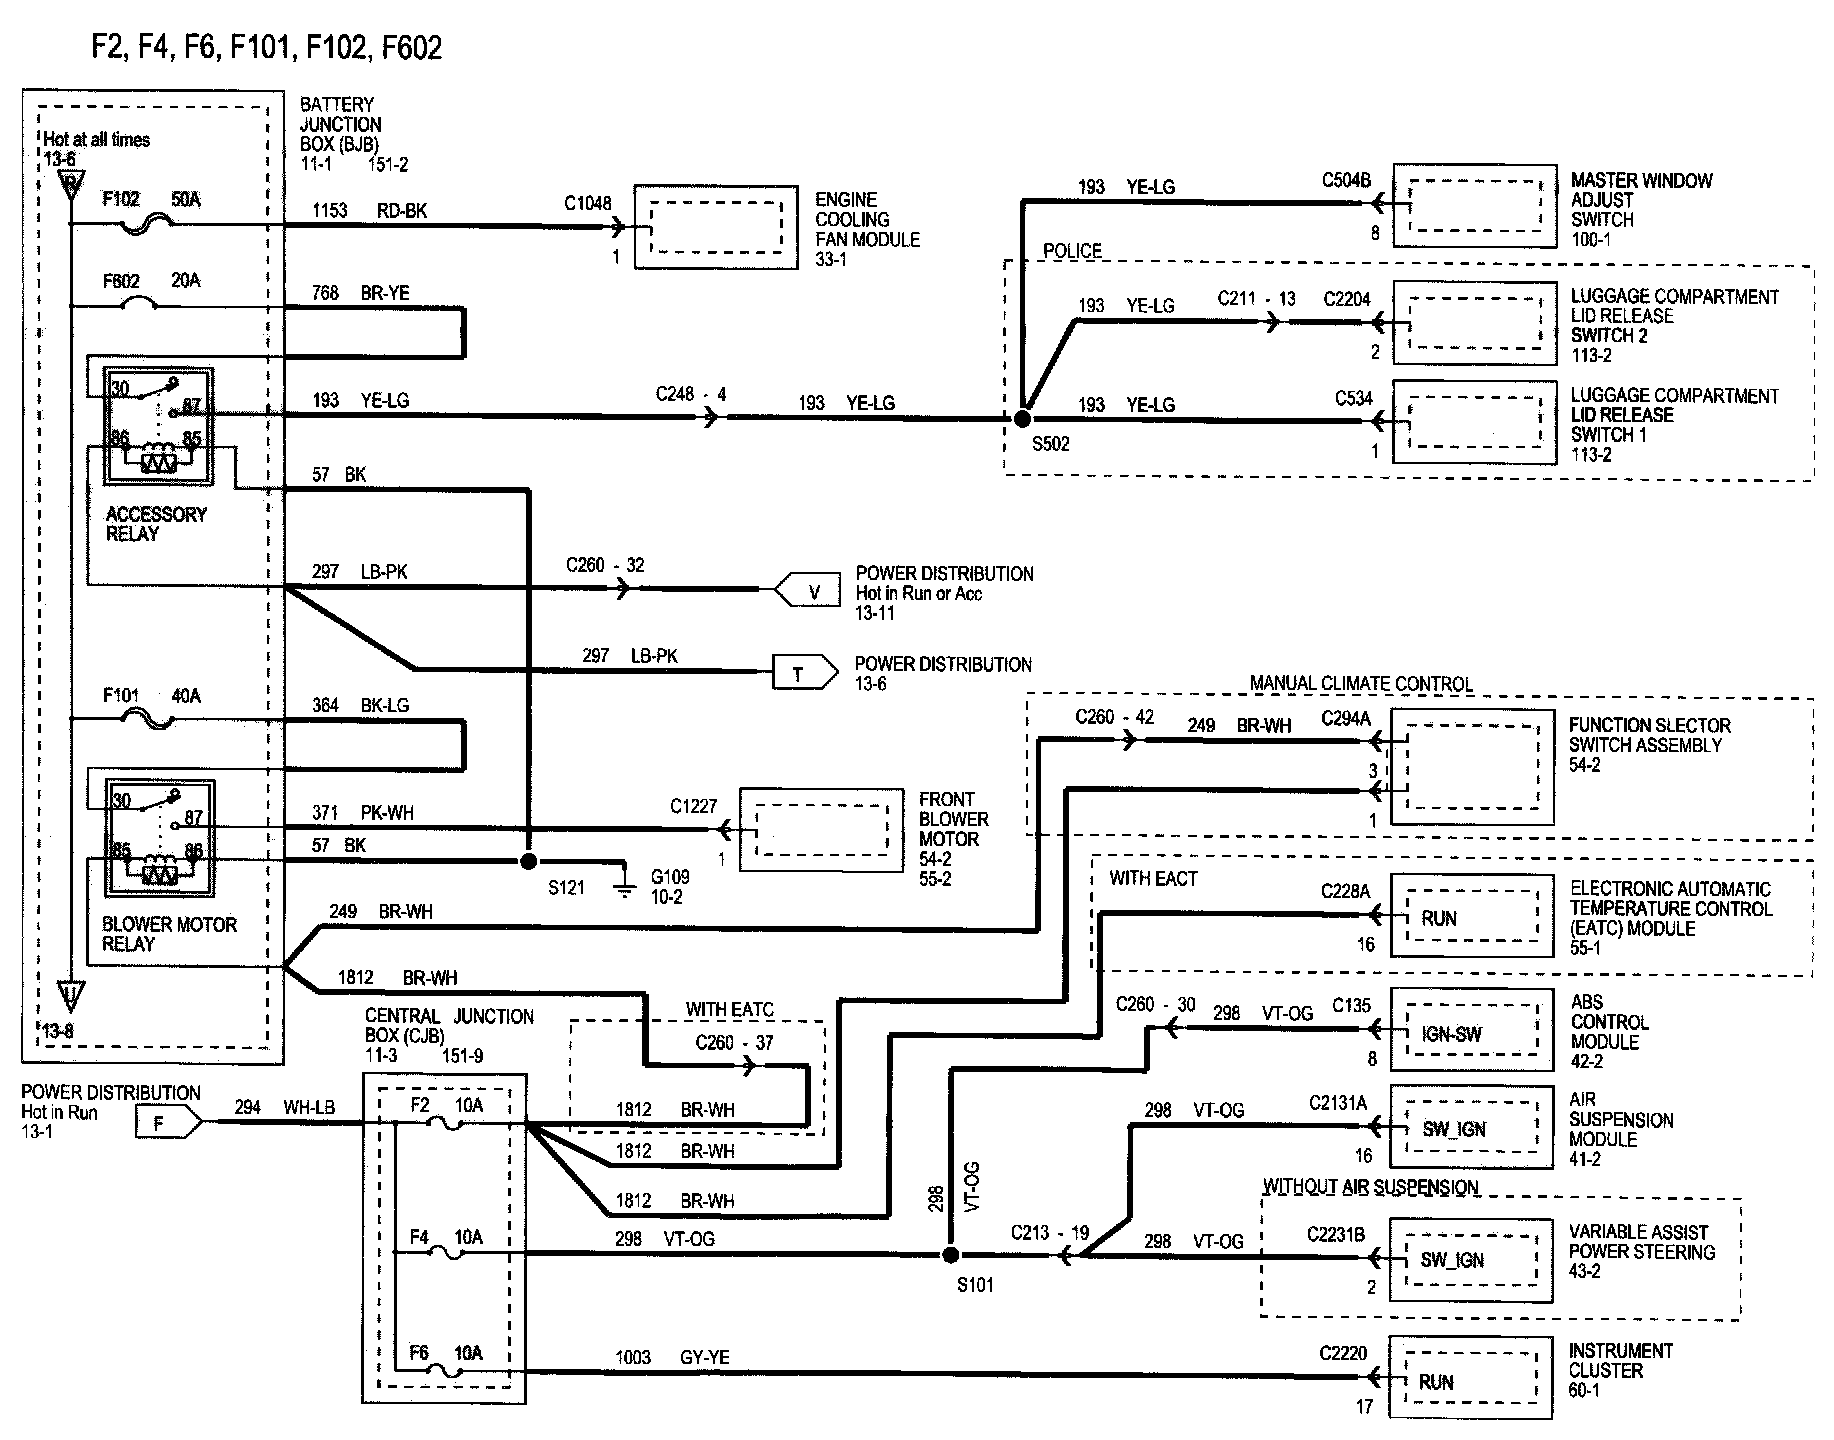 F2, F4, F6, F101, F102, F602
BATTERY
JUNCTION
BOX (BJB)
11-1 151-2
Hot at all times
13-6
R
F102 50A
1153 RD-BK
C1048
1
ENGINE
COOLING
FAN MODULE
33-1
F602 20A
768 BR-YE
193 YE-LG
C504B
8
MASTER WINDOW
ADJUST
SWITCH
100-1
POLICE
193 YE-LG
C211 - 13
C2204
2
LUGGAGE COMPARTMENT
LID RELEASE
SWITCH 2
113-2
30
87
86
85
ACCESSORY
RELAY
193 YE-LG
C248 - 4
193 YE-LG
S502
193 YE-LG
C534
1
LUGGAGE COMPARTMENT
LID RELEASE
SWITCH 1
113-2
57 BK
297 LB-PK
C260 - 32
V
POWER DISTRIBUTION
Hot in Run or Acc
13-11
297 LB-PK
T
POWER DISTRIBUTION
13-6
F101 40A
364 BK-LG
MANUAL CLIMATE CONTROL
C260 - 42
249 BR-WH
C294A
3
1
FUNCTION SLECTOR
SWITCH ASSEMBLY
54-2
30
87
85
86
BLOWER MOTOR
RELAY
371 PK-WH
C1227
1
FRONT
BLOWER
MOTOR
54-2
55-2
57 BK
S121
G109
10-2
249 BR-WH
1812 BR-WH
WITH EACT
C228A
16
RUN
ELECTRONIC AUTOMATIC
TEMPERATURE CONTROL
(EATC) MODULE
55-1
U
13-8
CENTRAL JUNCTION
BOX (CJB)
11-3 151-9
WITH EATC
C260 - 37
C260 - 30
298 VT-OG
C135
8
IGN-SW
ABS
CONTROL
MODULE
42-2
POWER DISTRIBUTION
Hot in Run
13-1
F
294 WH-LB
F2 10A
1812 BR-WH
1812 BR-WH
1812 BR-WH
298 VT-OG
298 VT-OG
C2131A
16
SW_IGN
AIR
SUSPENSION
MODULE
41-2
WITHOUT AIR SUSPENSION
F4 10A
298 VT-OG
S101
C213 - 19
298 VT-OG
C2231B
2
SW_IGN
VARIABLE ASSIST
POWER STEERING
43-2
F6 10A
1003 GY-YE
C2220
17
RUN
INSTRUMENT
CLUSTER
60-1